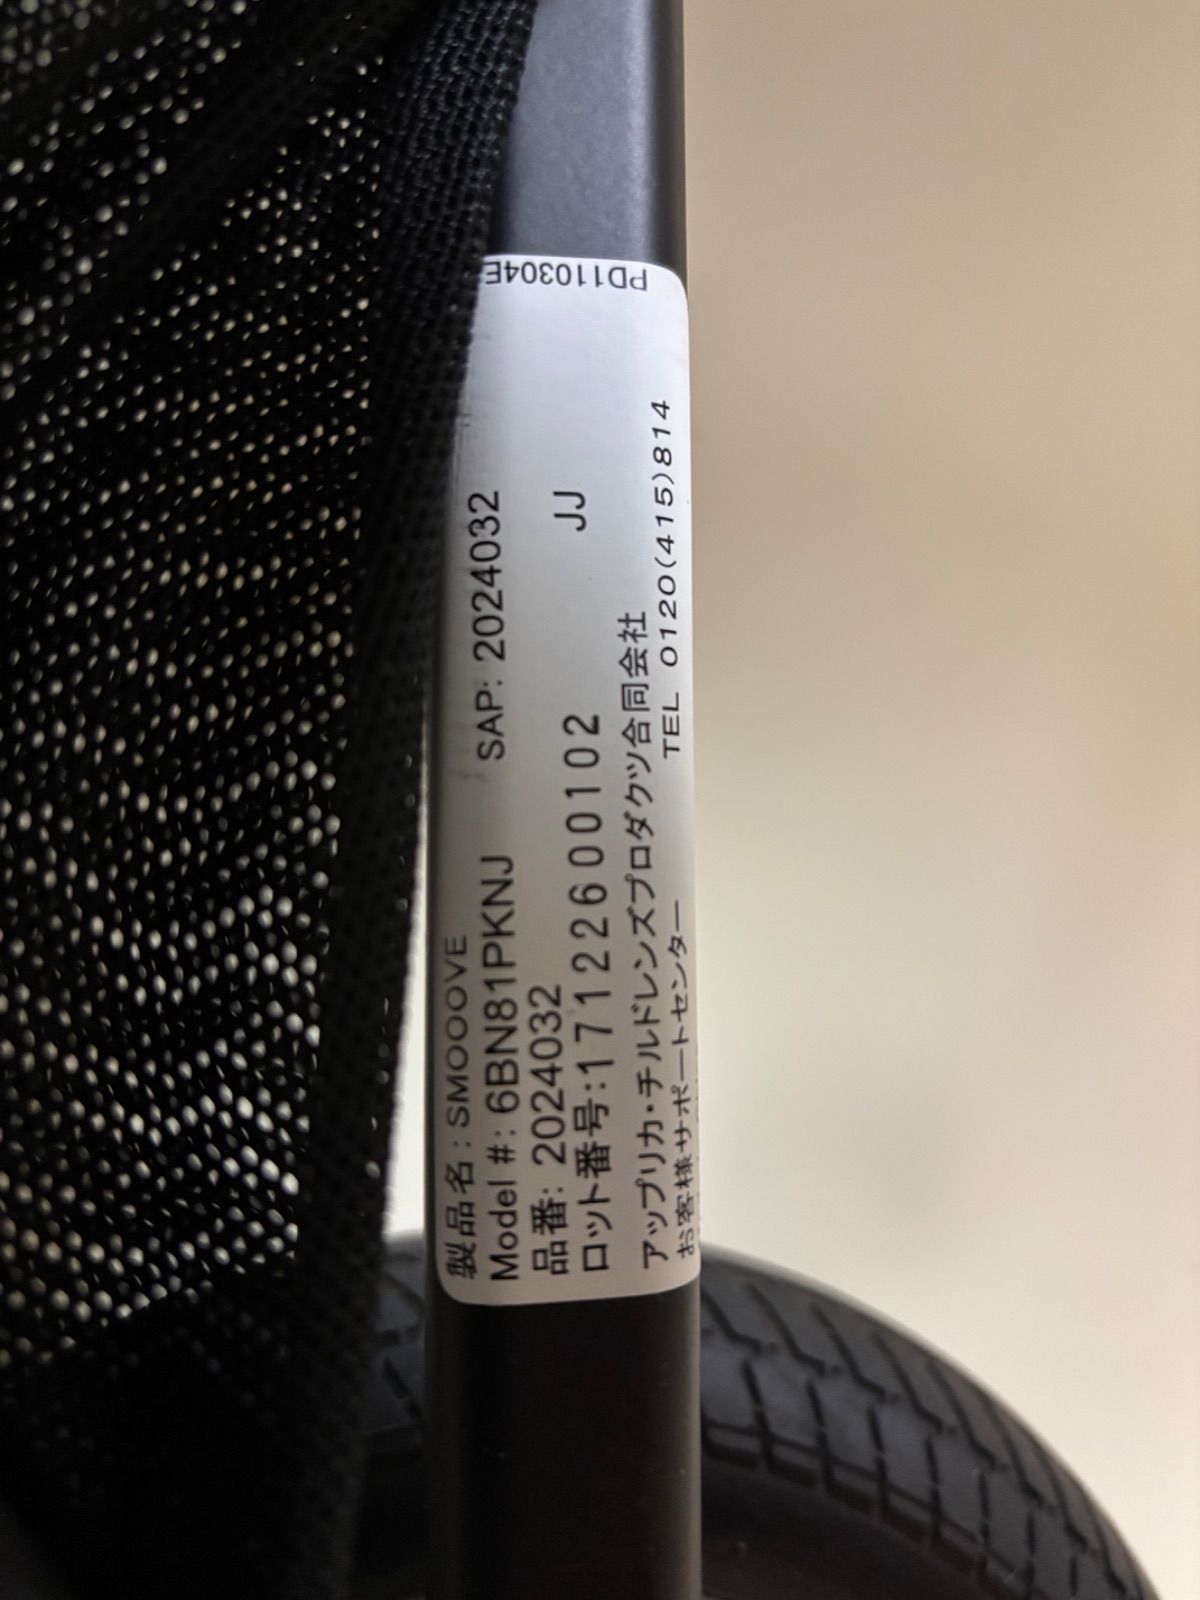 製品名：SMOOOVE
Model #: 6BN81PKNJ SAP: 2024032
品番: 2024032 JJ
ロット番号:17122600102
アップリカ・チルドレンズプロダクツ合同会社
お客様サポートセンター TEL 0120(415)814
PD110304E